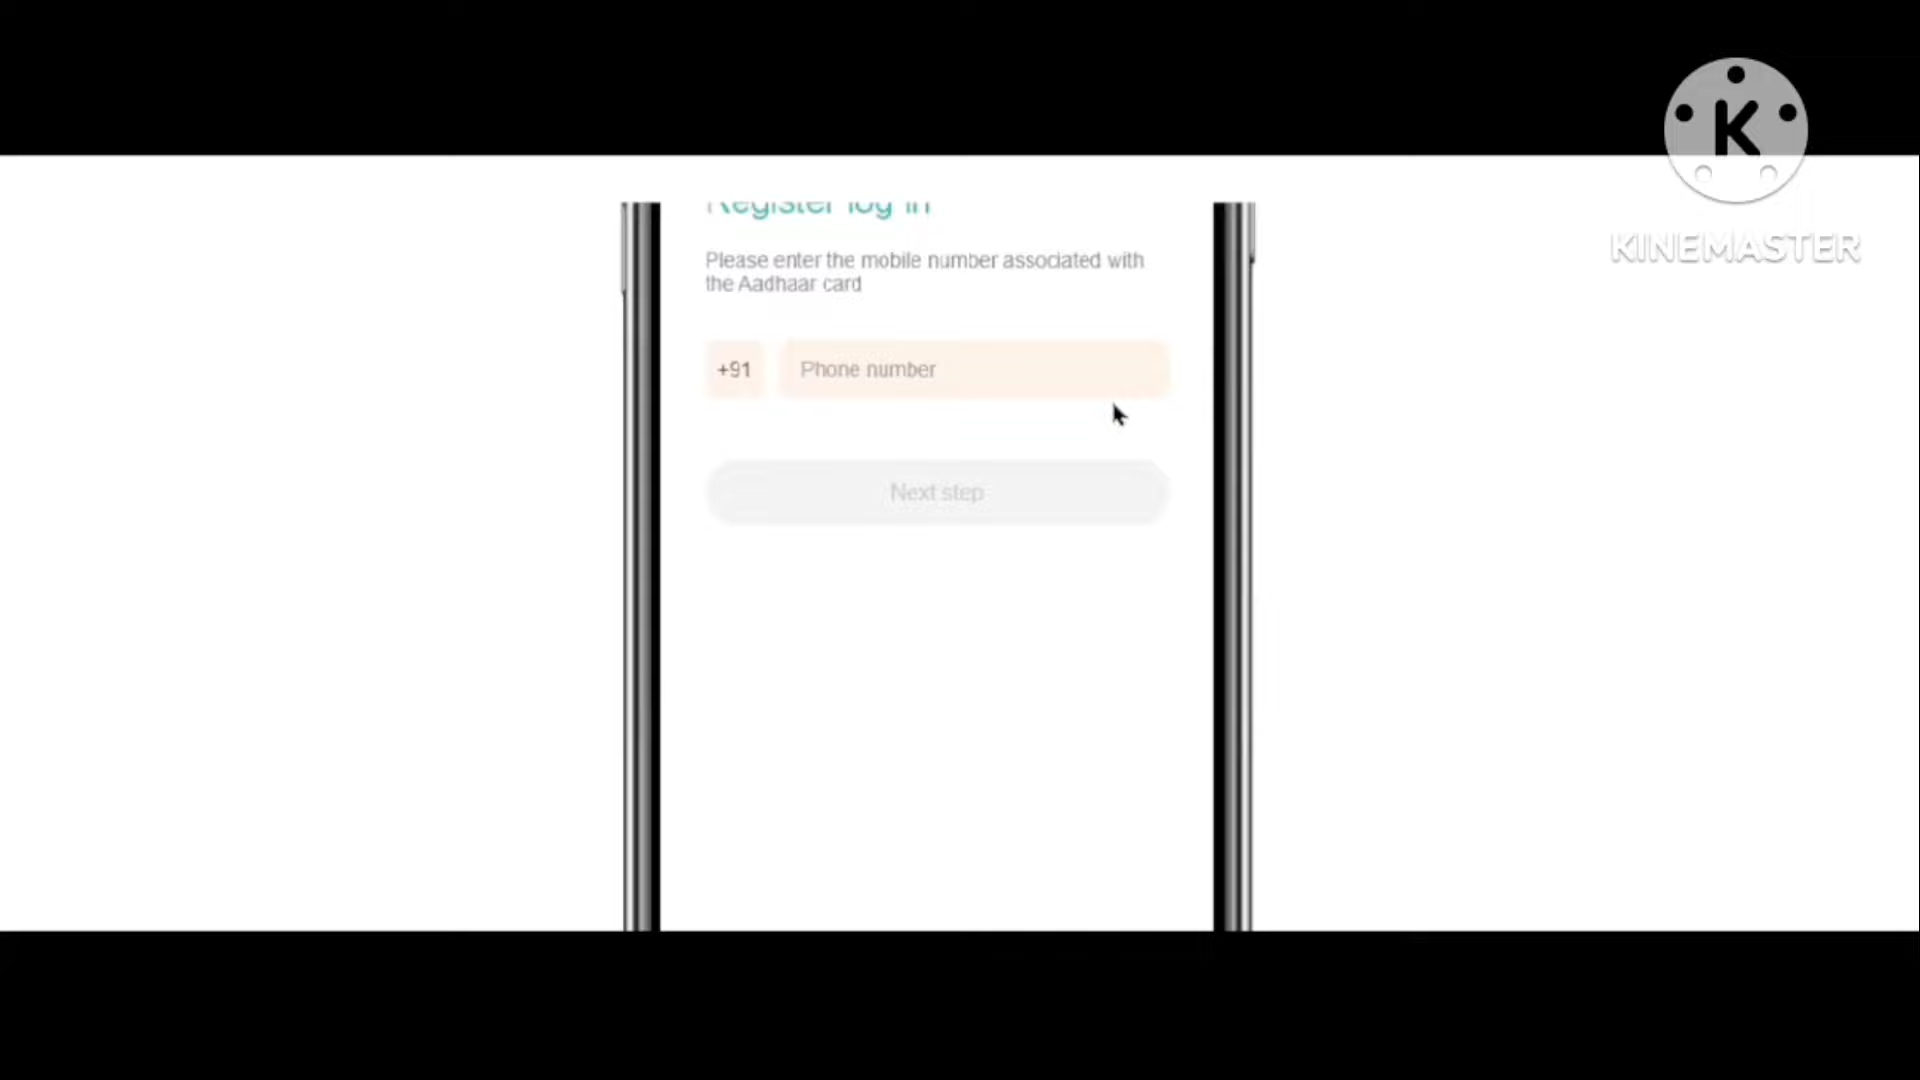 Register log in
Please enter the mobile number associated with
the Aadhaar card
+91
Phone number
Next step
K
KINEMASTER